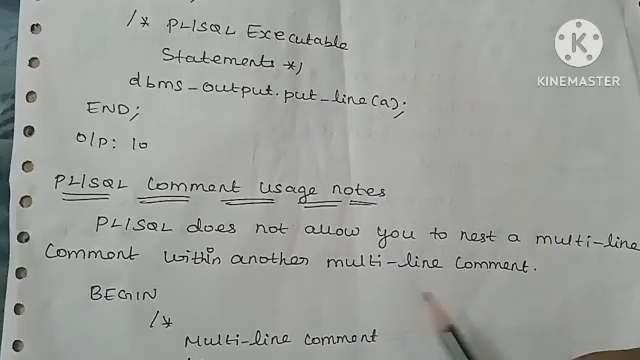 /* PL/SQL Executable
Statements */
dbms_output.put_line(a);
END;
O/P: 10
PL/SQL comment usage notes
PL/SQL does not allow you to nest a multi-line
comment within another multi-line comment.
BEGIN
/*
Multi-line comment
KINEMASTER